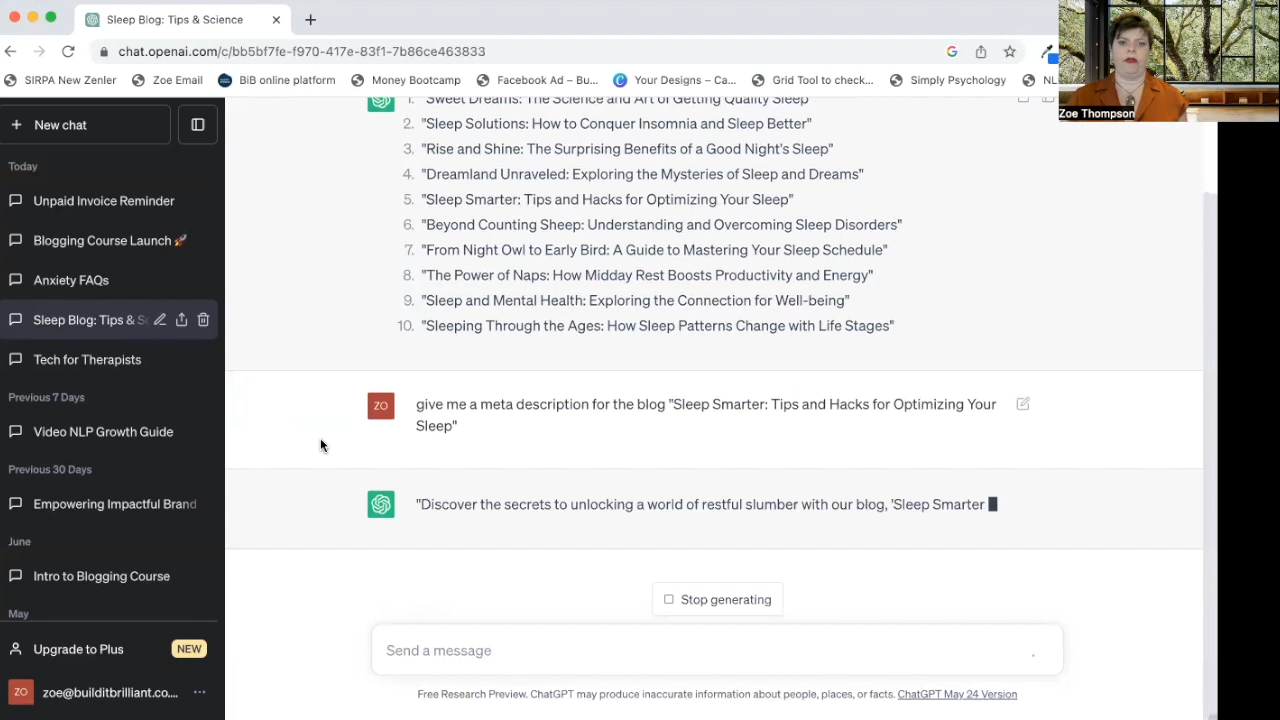 Sleep Blog: Tips & Science
chat.openai.com/c/bb5bf7fe-f970-417e-83f1-7b86ce463833
SIRPA New Zenler
Zoe Email
BiB online platform
Money Bootcamp
Facebook Ad – Bu...
Your Designs – Ca...
Grid Tool to check...
Simply Psychology
NL
Zoe Thompson
New chat
Today
Unpaid Invoice Reminder
Blogging Course Launch 🚀
Anxiety FAQs
Sleep Blog: Tips & Sc
Tech for Therapists
Previous 7 Days
Video NLP Growth Guide
Previous 30 Days
Empowering Impactful Brand
June
Intro to Blogging Course
May
Upgrade to Plus
NEW
ZO
zoe@builditbrilliant.co....
1. "Sweet Dreams: The Science and Art of Getting Quality Sleep"
2. "Sleep Solutions: How to Conquer Insomnia and Sleep Better"
3. "Rise and Shine: The Surprising Benefits of a Good Night's Sleep"
4. "Dreamland Unraveled: Exploring the Mysteries of Sleep and Dreams"
5. "Sleep Smarter: Tips and Hacks for Optimizing Your Sleep"
6. "Beyond Counting Sheep: Understanding and Overcoming Sleep Disorders"
7. "From Night Owl to Early Bird: A Guide to Mastering Your Sleep Schedule"
8. "The Power of Naps: How Midday Rest Boosts Productivity and Energy"
9. "Sleep and Mental Health: Exploring the Connection for Well-being"
10. "Sleeping Through the Ages: How Sleep Patterns Change with Life Stages"
ZO
give me a meta description for the blog "Sleep Smarter: Tips and Hacks for Optimizing Your
Sleep"
"Discover the secrets to unlocking a world of restful slumber with our blog, 'Sleep Smarter
Stop generating
Send a message
Free Research Preview. ChatGPT may produce inaccurate information about people, places, or facts. ChatGPT May 24 Version